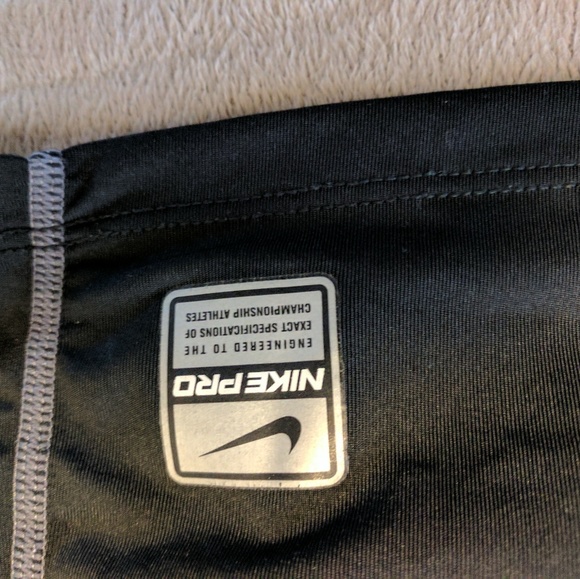 NIKE PRO
ENGINEERED TO THE
EXACT SPECIFICATIONS OF
CHAMPIONSHIP ATHLETES